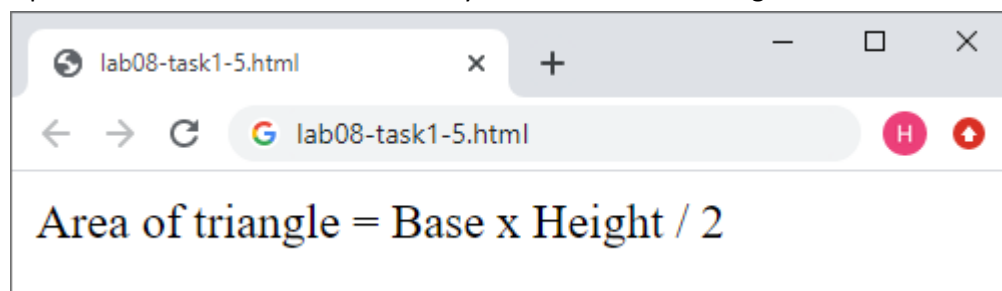 lab08-task1-5.html
G lab08-task1-5.html
H
Area of triangle = Base x Height / 2